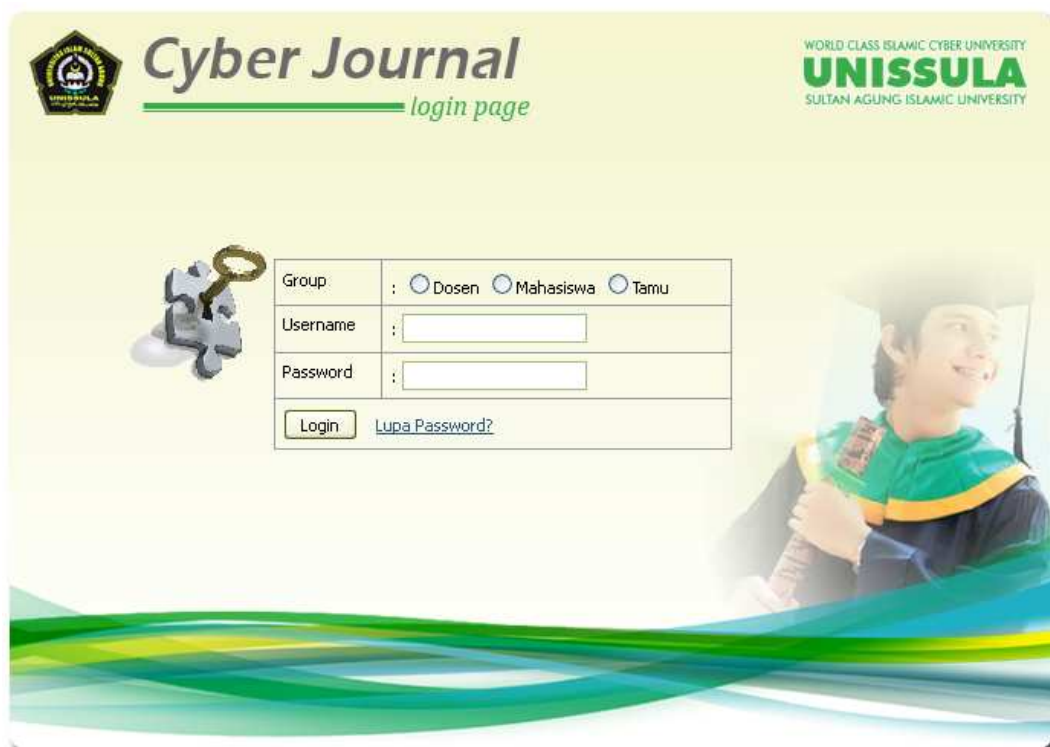 Cyber Journal
login page
WORLD CLASS ISLAMIC CYBER UNIVERSITY
UNISSULA
SULTAN AGUNG ISLAMIC UNIVERSITY
UNISSULA
Group : Dosen Mahasiswa Tamu
Username :
Password :
Login Lupa Password?